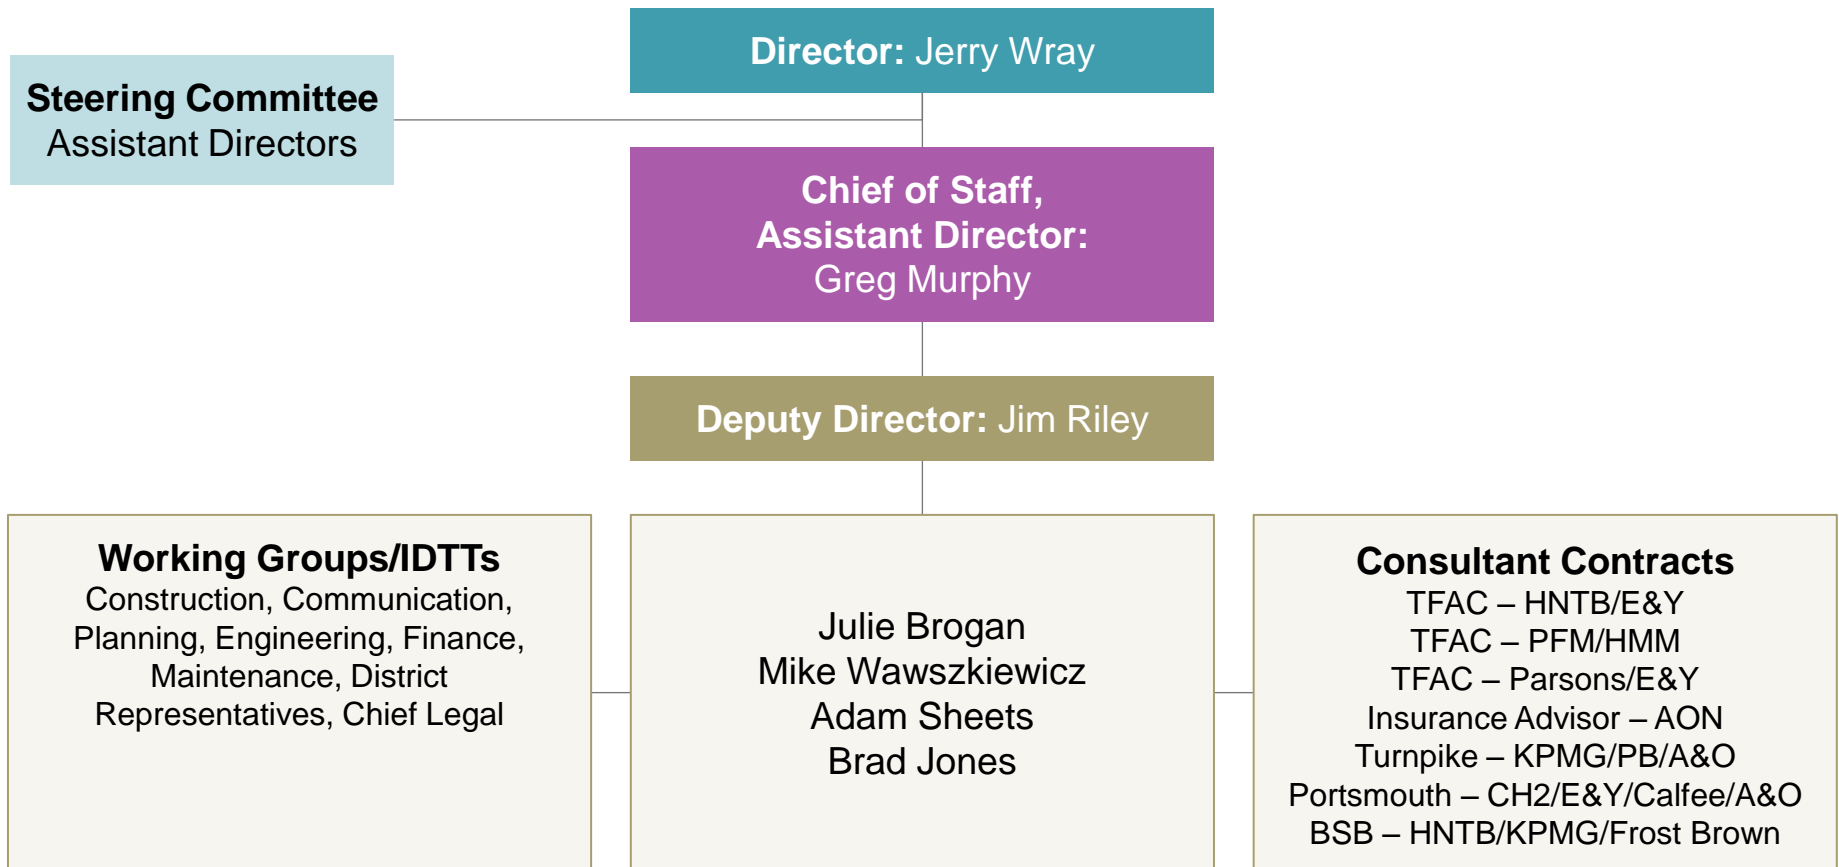 Director: Jerry Wray
Steering Committee
Assistant Directors
Chief of Staff,
Assistant Director:
Greg Murphy
Deputy Director: Jim Riley
Working Groups/IDTTs
Construction, Communication,
Planning, Engineering, Finance,
Maintenance, District
Representatives, Chief Legal
Julie Brogan
Mike Wawszkiewicz
Adam Sheets
Brad Jones
Consultant Contracts
TFAC – HNTB/E&Y
TFAC – PFM/HMM
TFAC – Parsons/E&Y
Insurance Advisor – AON
Turnpike – KPMG/PB/A&O
Portsmouth – CH2/E&Y/Calfee/A&O
BSB – HNTB/KPMG/Frost Brown